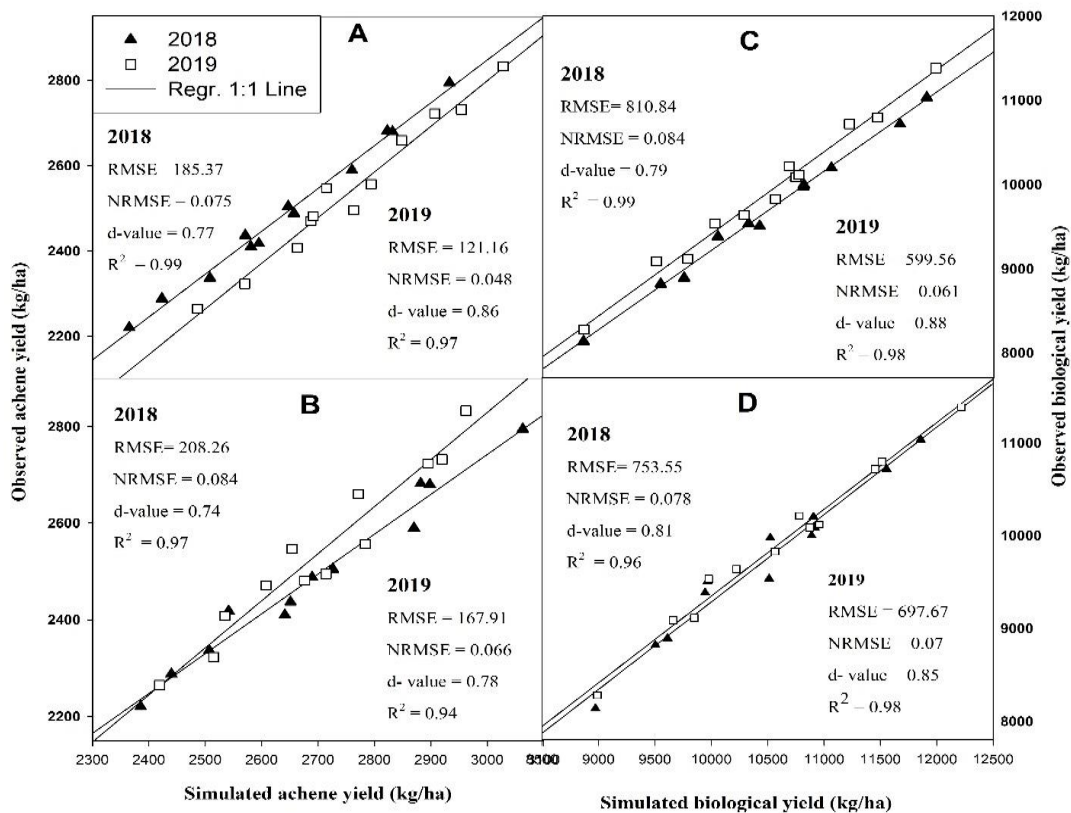 2018
2019
Regr. 1:1 Line
A
2018
RMSE 185.37
NRMSE – 0.075
d-value = 0.77
R² – 0.99
2019
RMSE = 121.16
NRMSE = 0.048
d- value = 0.86
R² = 0.97
2800
2600
2400
2200
C
2018
RMSE= 810.84
NRMSE = 0.084
d-value = 0.79
R² – 0.99
2019
RMSE 599.56
NRMSE 0.061
d- value 0.88
R² – 0.98
12000
11000
10000
9000
8000
B
2018
RMSE= 208.26
NRMSE = 0.084
d-value = 0.74
R² = 0.97
2019
RMSE = 167.91
NRMSE = 0.066
d- value = 0.78
R² = 0.94
2800
2600
2400
2200
D
2018
RMSE= 753.55
NRMSE = 0.078
d-value = 0.81
R² = 0.96
2019
RMSE = 697.67
NRMSE = 0.07
d- value 0.85
R² – 0.98
11000
10000
9000
8000
Observed achene yield (kg/ha)
Observed biological yield (kg/ha)
2300 2400 2500 2600 2700 2800 2900 3000
9000 9500 10000 10500 11000 11500 12000 12500
Simulated achene yield (kg/ha)
Simulated biological yield (kg/ha)